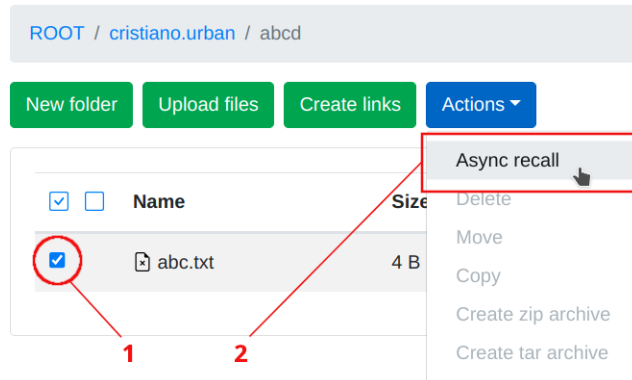 ROOT / cristiano.urban / abcd
New folder Upload files Create links Actions
Async recall
Name Size
Delete
Move
abc.txt 4 B
Copy
Create zip archive
1 2
Create tar archive